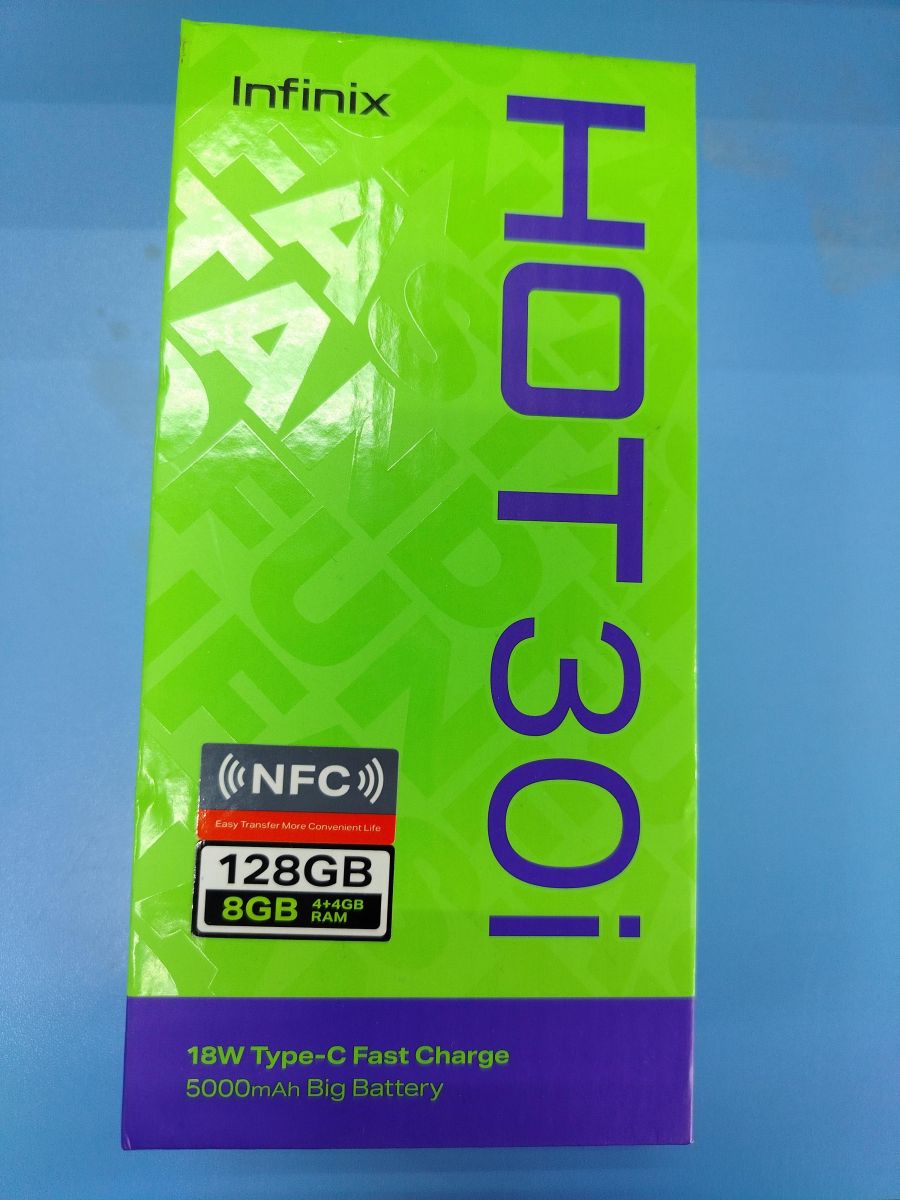 Infinix
HOT 30i
NFC
Easy Transfer More Convenient Life
128GB
8GB 4+4GB RAM
18W Type-C Fast Charge
5000mAh Big Battery